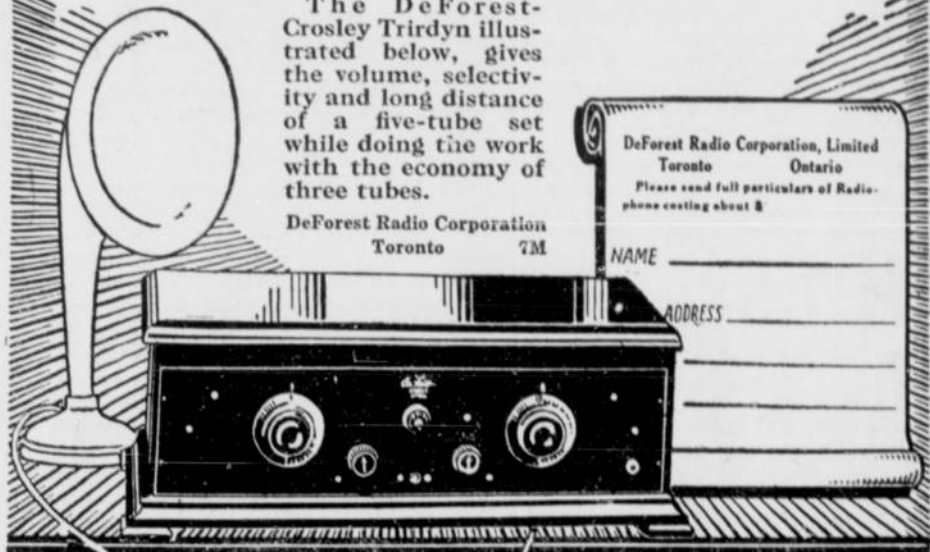 The DeForest-
Crosley Trirdyn illus-
trated below, gives
the volume, selectiv-
ity and long distance
of a five-tube set
while doing the work
with the economy of
three tubes.
DeForest Radio Corporation
Toronto 7M
DeForest Radio Corporation, Limited
Toronto Ontario
Please send full particulars of Radio-
phone costing about $
NAME
ADDRESS